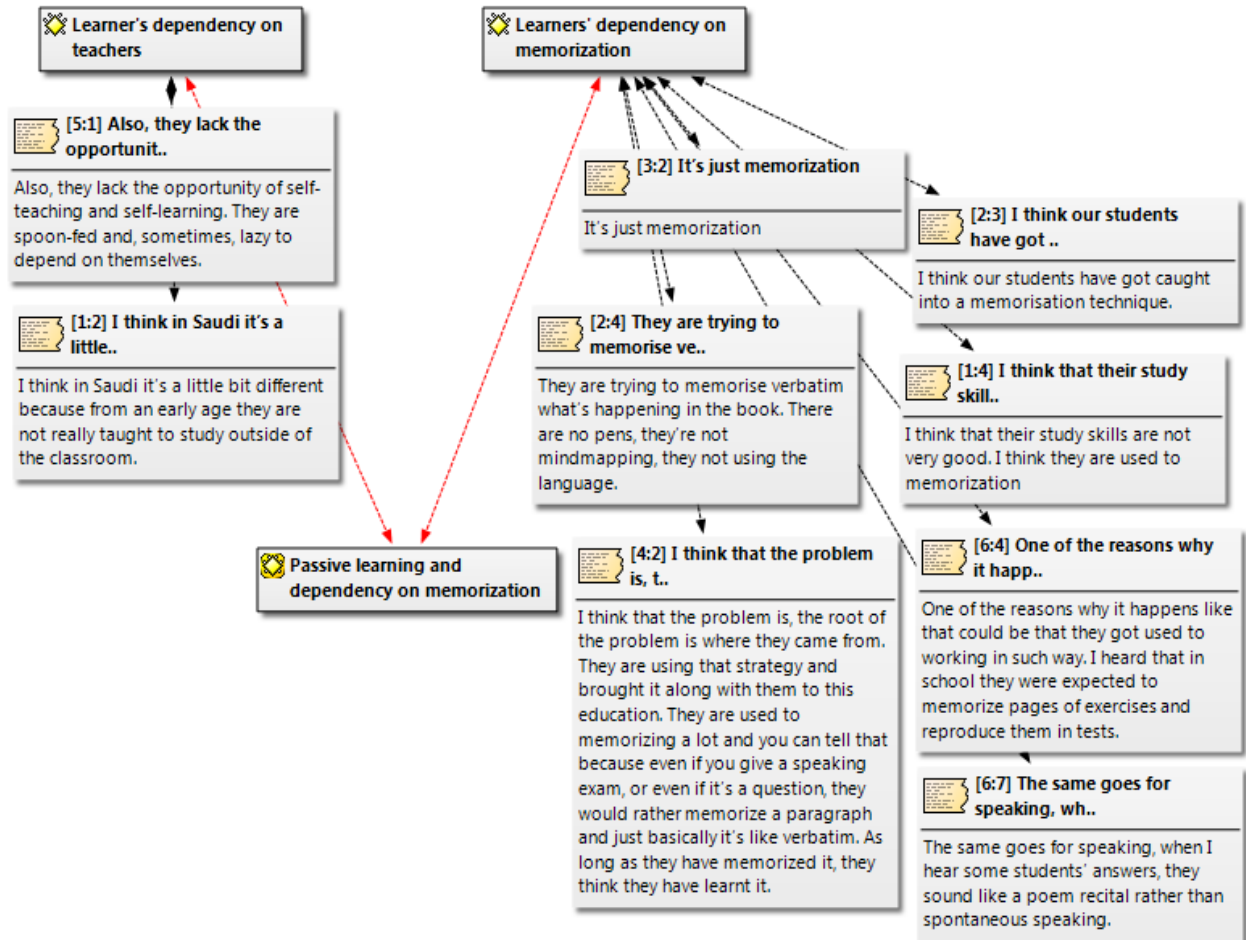 Learner's dependency on
teachers
Learners' dependency on
memorization
[5:1] Also, they lack the
opportunit..
Also, they lack the opportunity of self-
teaching and self-learning. They are
spoon-fed and, sometimes, lazy to
depend on themselves.
[1:2] I think in Saudi it's a
little..
I think in Saudi it's a little bit different
because from an early age they are
not really taught to study outside of
the classroom.
Passive learning and
dependency on memorization
[3:2] It's just memorization
It's just memorization
[2:4] They are trying to
memorise ve..
They are trying to memorise verbatim
what's happening in the book. There
are no pens, they're not
mindmapping, they not using the
language.
[4:2] I think that the problem
is, t..
I think that the problem is, the root of
the problem is where they came from.
They are using that strategy and
brought it along with them to this
education. They are used to
memorizing a lot and you can tell that
because even if you give a speaking
exam, or even if it's a question, they
would rather memorize a paragraph
and just basically it's like verbatim. As
long as they have memorized it, they
think they have learnt it.
[2:3] I think our students
have got ..
I think our students have got caught
into a memorisation technique.
[1:4] I think that their study
skill..
I think that their study skills are not
very good. I think they are used to
memorization
[6:4] One of the reasons why
it happ..
One of the reasons why it happens like
that could be that they got used to
working in such way. I heard that in
school they were expected to
memorize pages of exercises and
reproduce them in tests.
[6:7] The same goes for
speaking, wh..
The same goes for speaking, when I
hear some students' answers, they
sound like a poem recital rather than
spontaneous speaking.